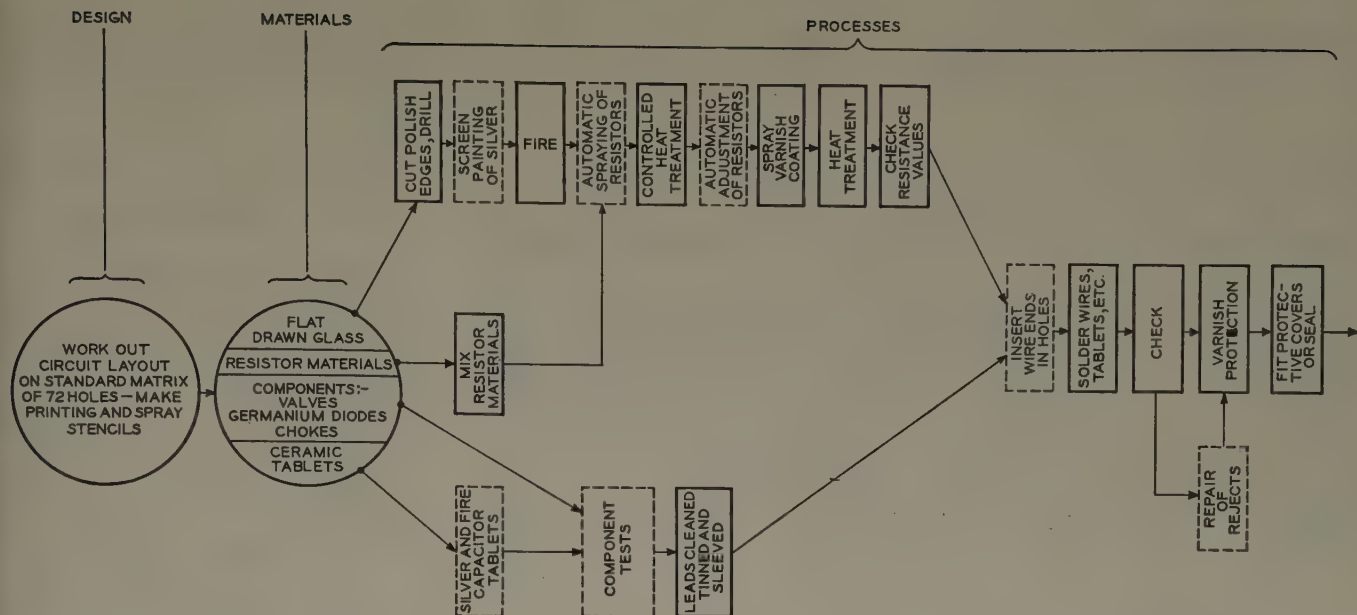 DESIGN
MATERIALS
PROCESSES
CUT POLISH
EDGES, DRILL
SCREEN
PAINTING
OF SILVER
FIRE
AUTOMATIC
SPRAYING OF
RESISTORS
CONTROLLED
HEAT
TREATMENT
AUTOMATIC
ADJUSTMENT
OF RESISTORS
SPRAY
VARNISH
COATING
HEAT
TREATMENT
CHECK
RESISTANCE
VALUES
WORK OUT
CIRCUIT LAYOUT
ON STANDARD MATRIX
OF 72 HOLES — MAKE
PRINTING AND SPRAY
STENCILS
FLAT
DRAWN GLASS
RESISTOR MATERIALS
COMPONENTS:-
VALVES
GERMANIUM DIODES
CHOKES
CERAMIC
TABLETS
MIX
RESISTOR
MATERIALS
SILVER AND FIRE
CAPACITOR
TABLETS
COMPONENT
TESTS
LEADS CLEANED
TINNED AND
SLEEVED
INSERT
WIRE ENDS
IN HOLES
SOLDER WIRES,
TABLETS, ETC.
CHECK
VARNISH
PROTECTION
FIT PROTEC-
TIVE COVERS
OR SEAL
REPAIR
OF
REJECTS